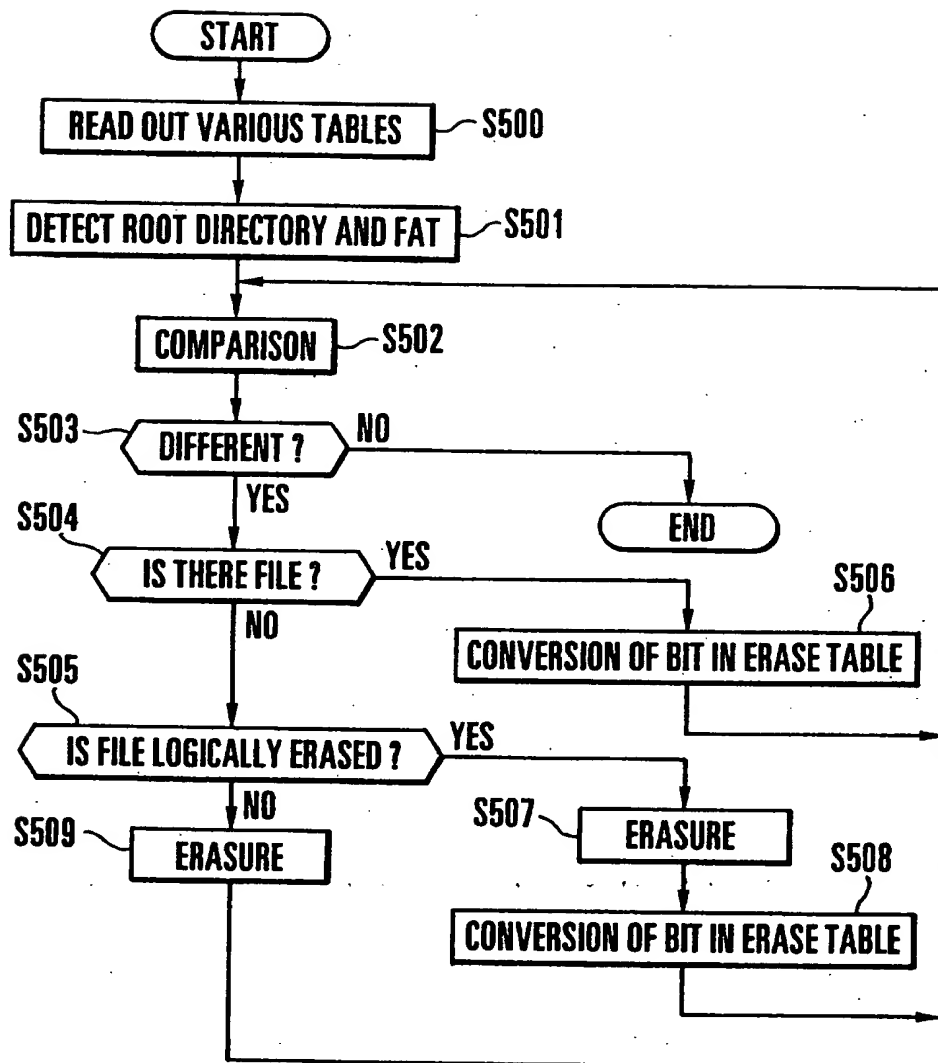 START
READ OUT VARIOUS TABLES
S500
DETECT ROOT DIRECTORY AND FAT
S501
COMPARISON
S502
S503
DIFFERENT ?
NO
YES
END
S504
IS THERE FILE ?
YES
NO
S506
CONVERSION OF BIT IN ERASE TABLE
S505
IS FILE LOGICALLY ERASED ?
YES
NO
S507
ERASURE
S509
ERASURE
S508
CONVERSION OF BIT IN ERASE TABLE